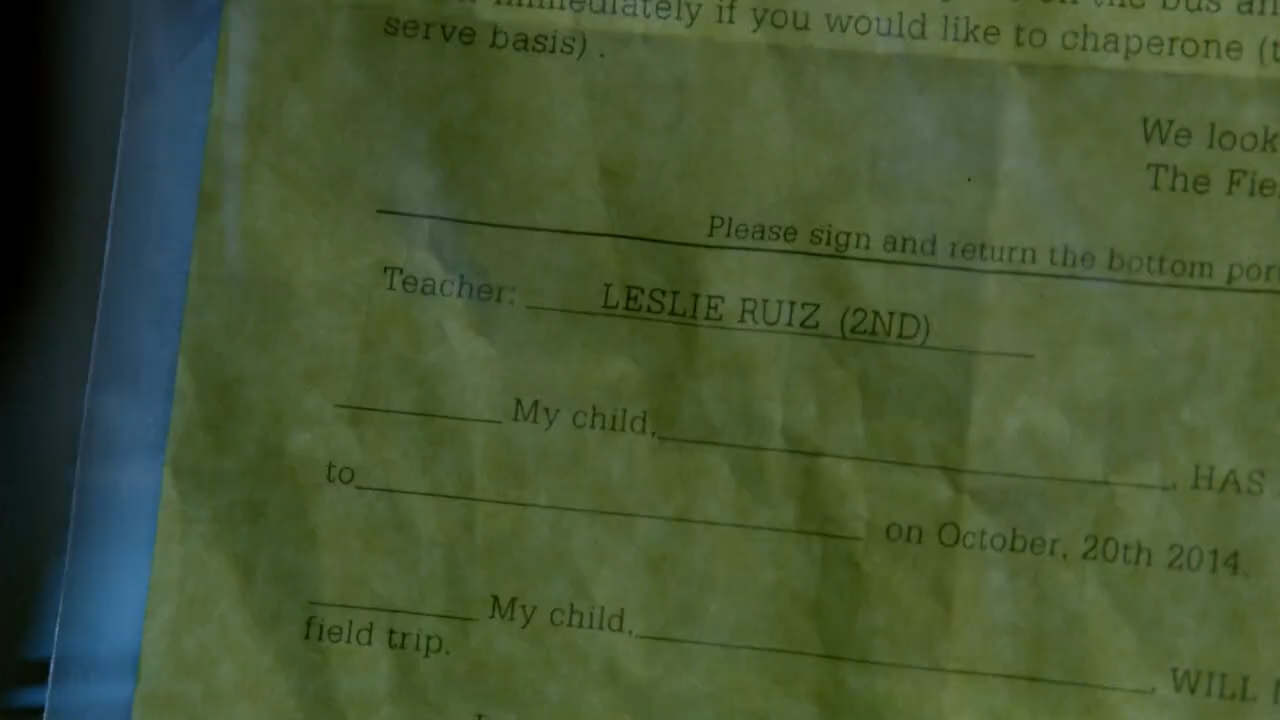 immediately if you would like to chaperone (t
serve basis) .
We look
The Fie
Please sign and return the bottom por
Teacher: LESLIE RUIZ (2ND)
My child, , HAS
to on October, 20th 2014.
My child, , WILL
field trip.